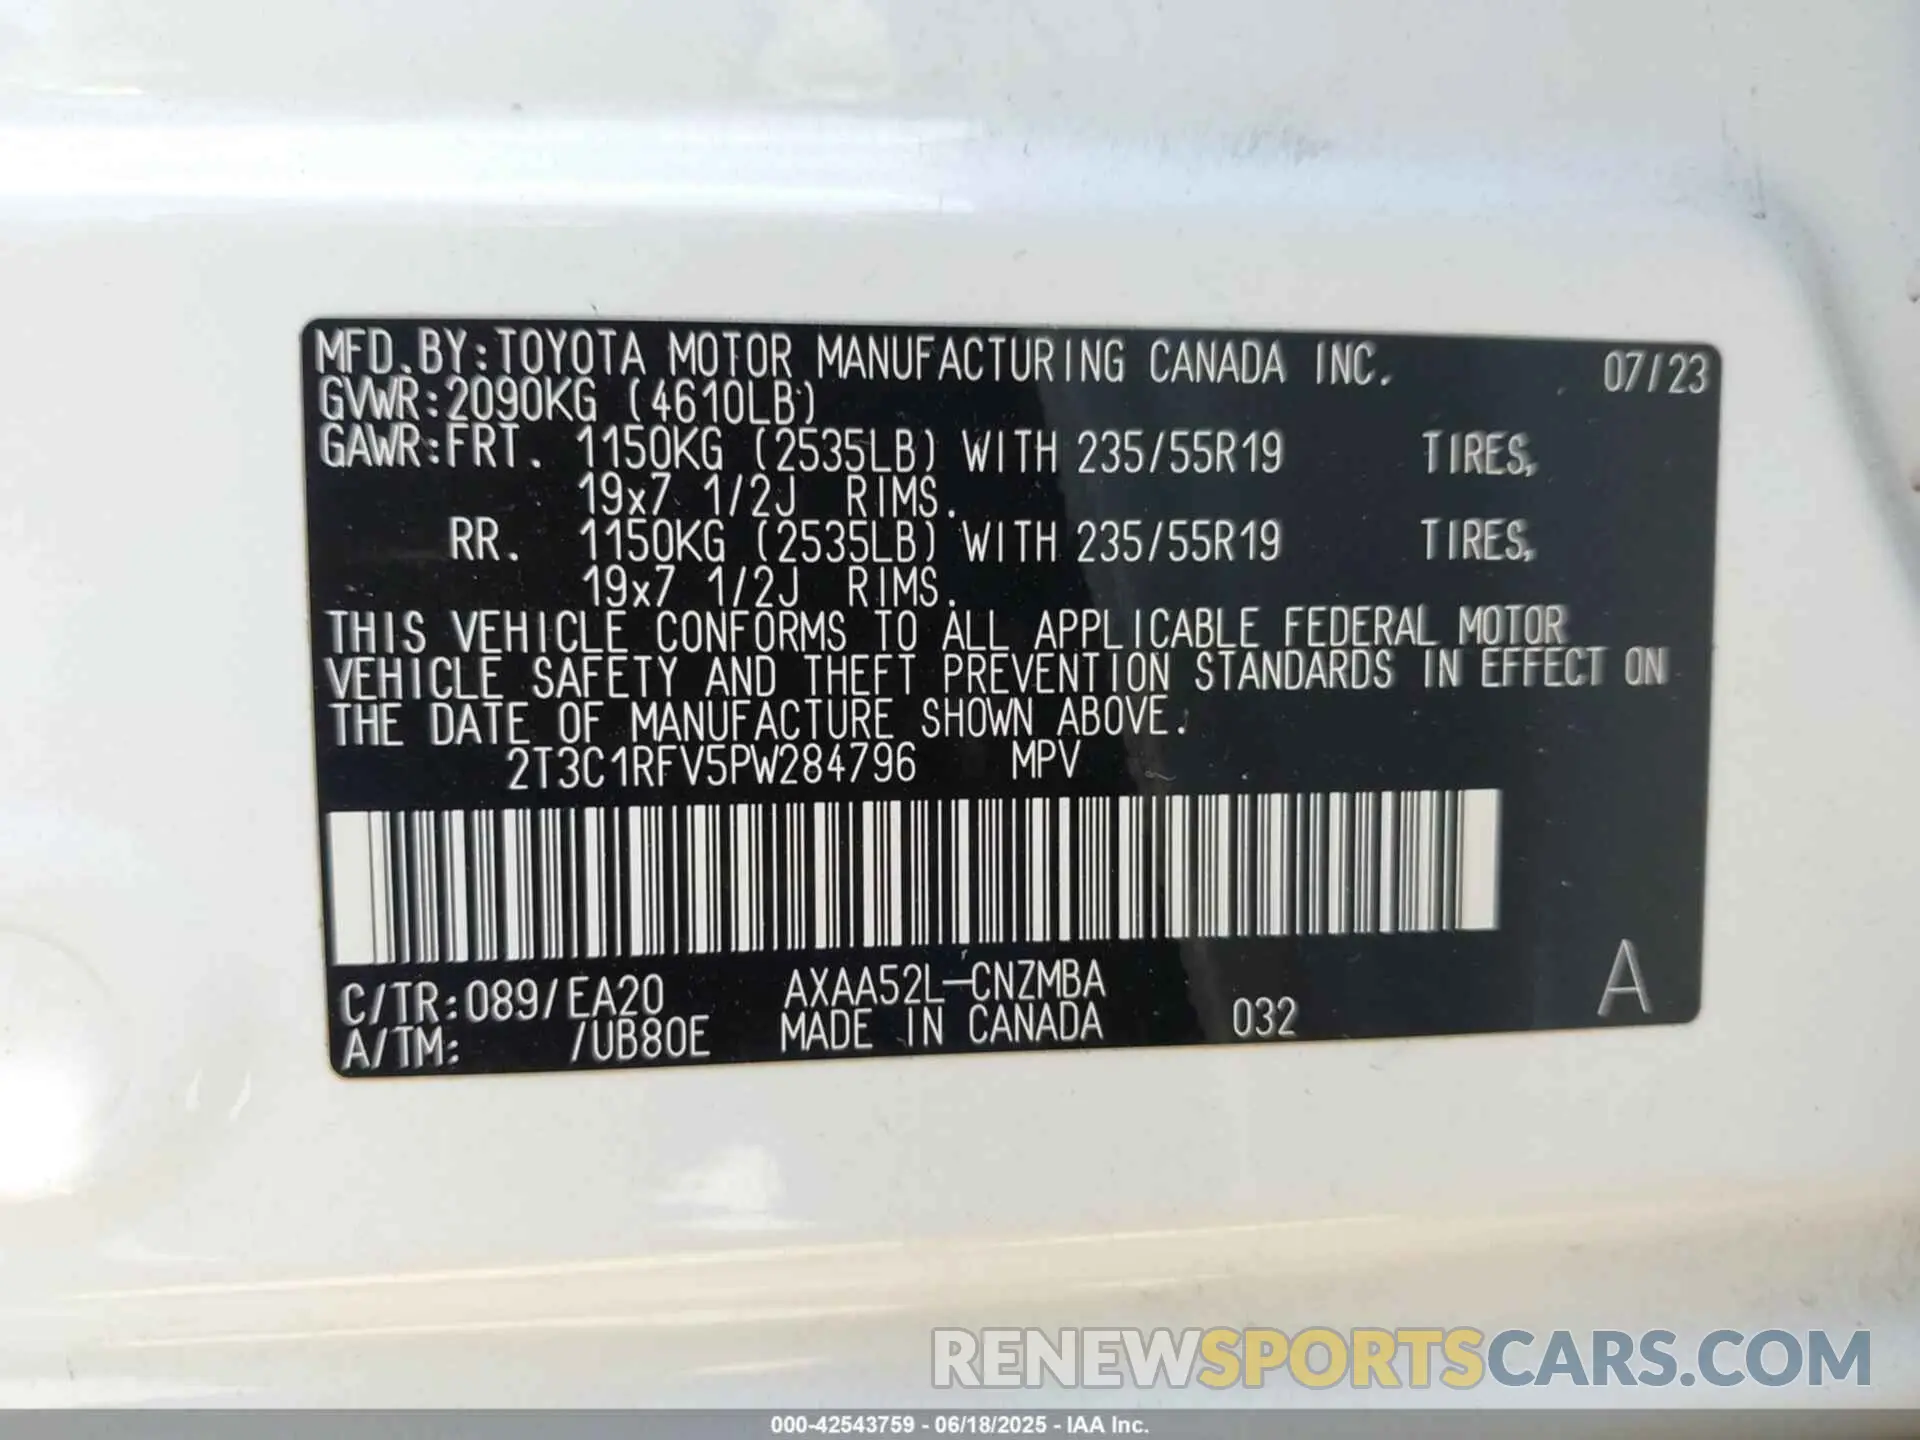 MFD.BY:TOYOTA MOTOR MANUFACTURING CANADA INC. 07/23
GVWR:2090KG (4610LB)
GAWR:FRT. 1150KG (2535LB) WITH 235/55R19 TIRES,
19x7 1/2J RIMS.
RR. 1150KG (2535LB) WITH 235/55R19 TIRES,
19x7 1/2J RIMS.
THIS VEHICLE CONFORMS TO ALL APPLICABLE FEDERAL MOTOR
VEHICLE SAFETY AND THEFT PREVENTION STANDARDS IN EFFECT ON
THE DATE OF MANUFACTURE SHOWN ABOVE.
2T3C1RFV5PW284796 MPV
C/TR:089/EA20 AXAA52L-CNZMBA
A/TM: /UB80E MADE IN CANADA 032 A
RENEWSPORTSCARS.COM
000-42543759 - 06/18/2025 - IAA Inc.